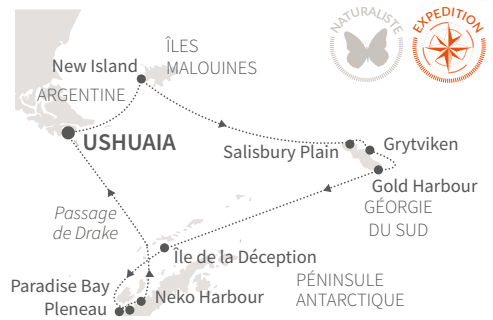 NATURALISTE
EXPEDITION
ÎLES
MALOUINES
New Island
ARGENTINE
USHUAIA
Salisbury Plain
Grytviken
Gold Harbour
GÉORGIE
DU SUD
Passage
de Drake
Île de la Déception
Paradise Bay
Pleneau
Neko Harbour
PÉNINSULE
ANTARCTIQUE